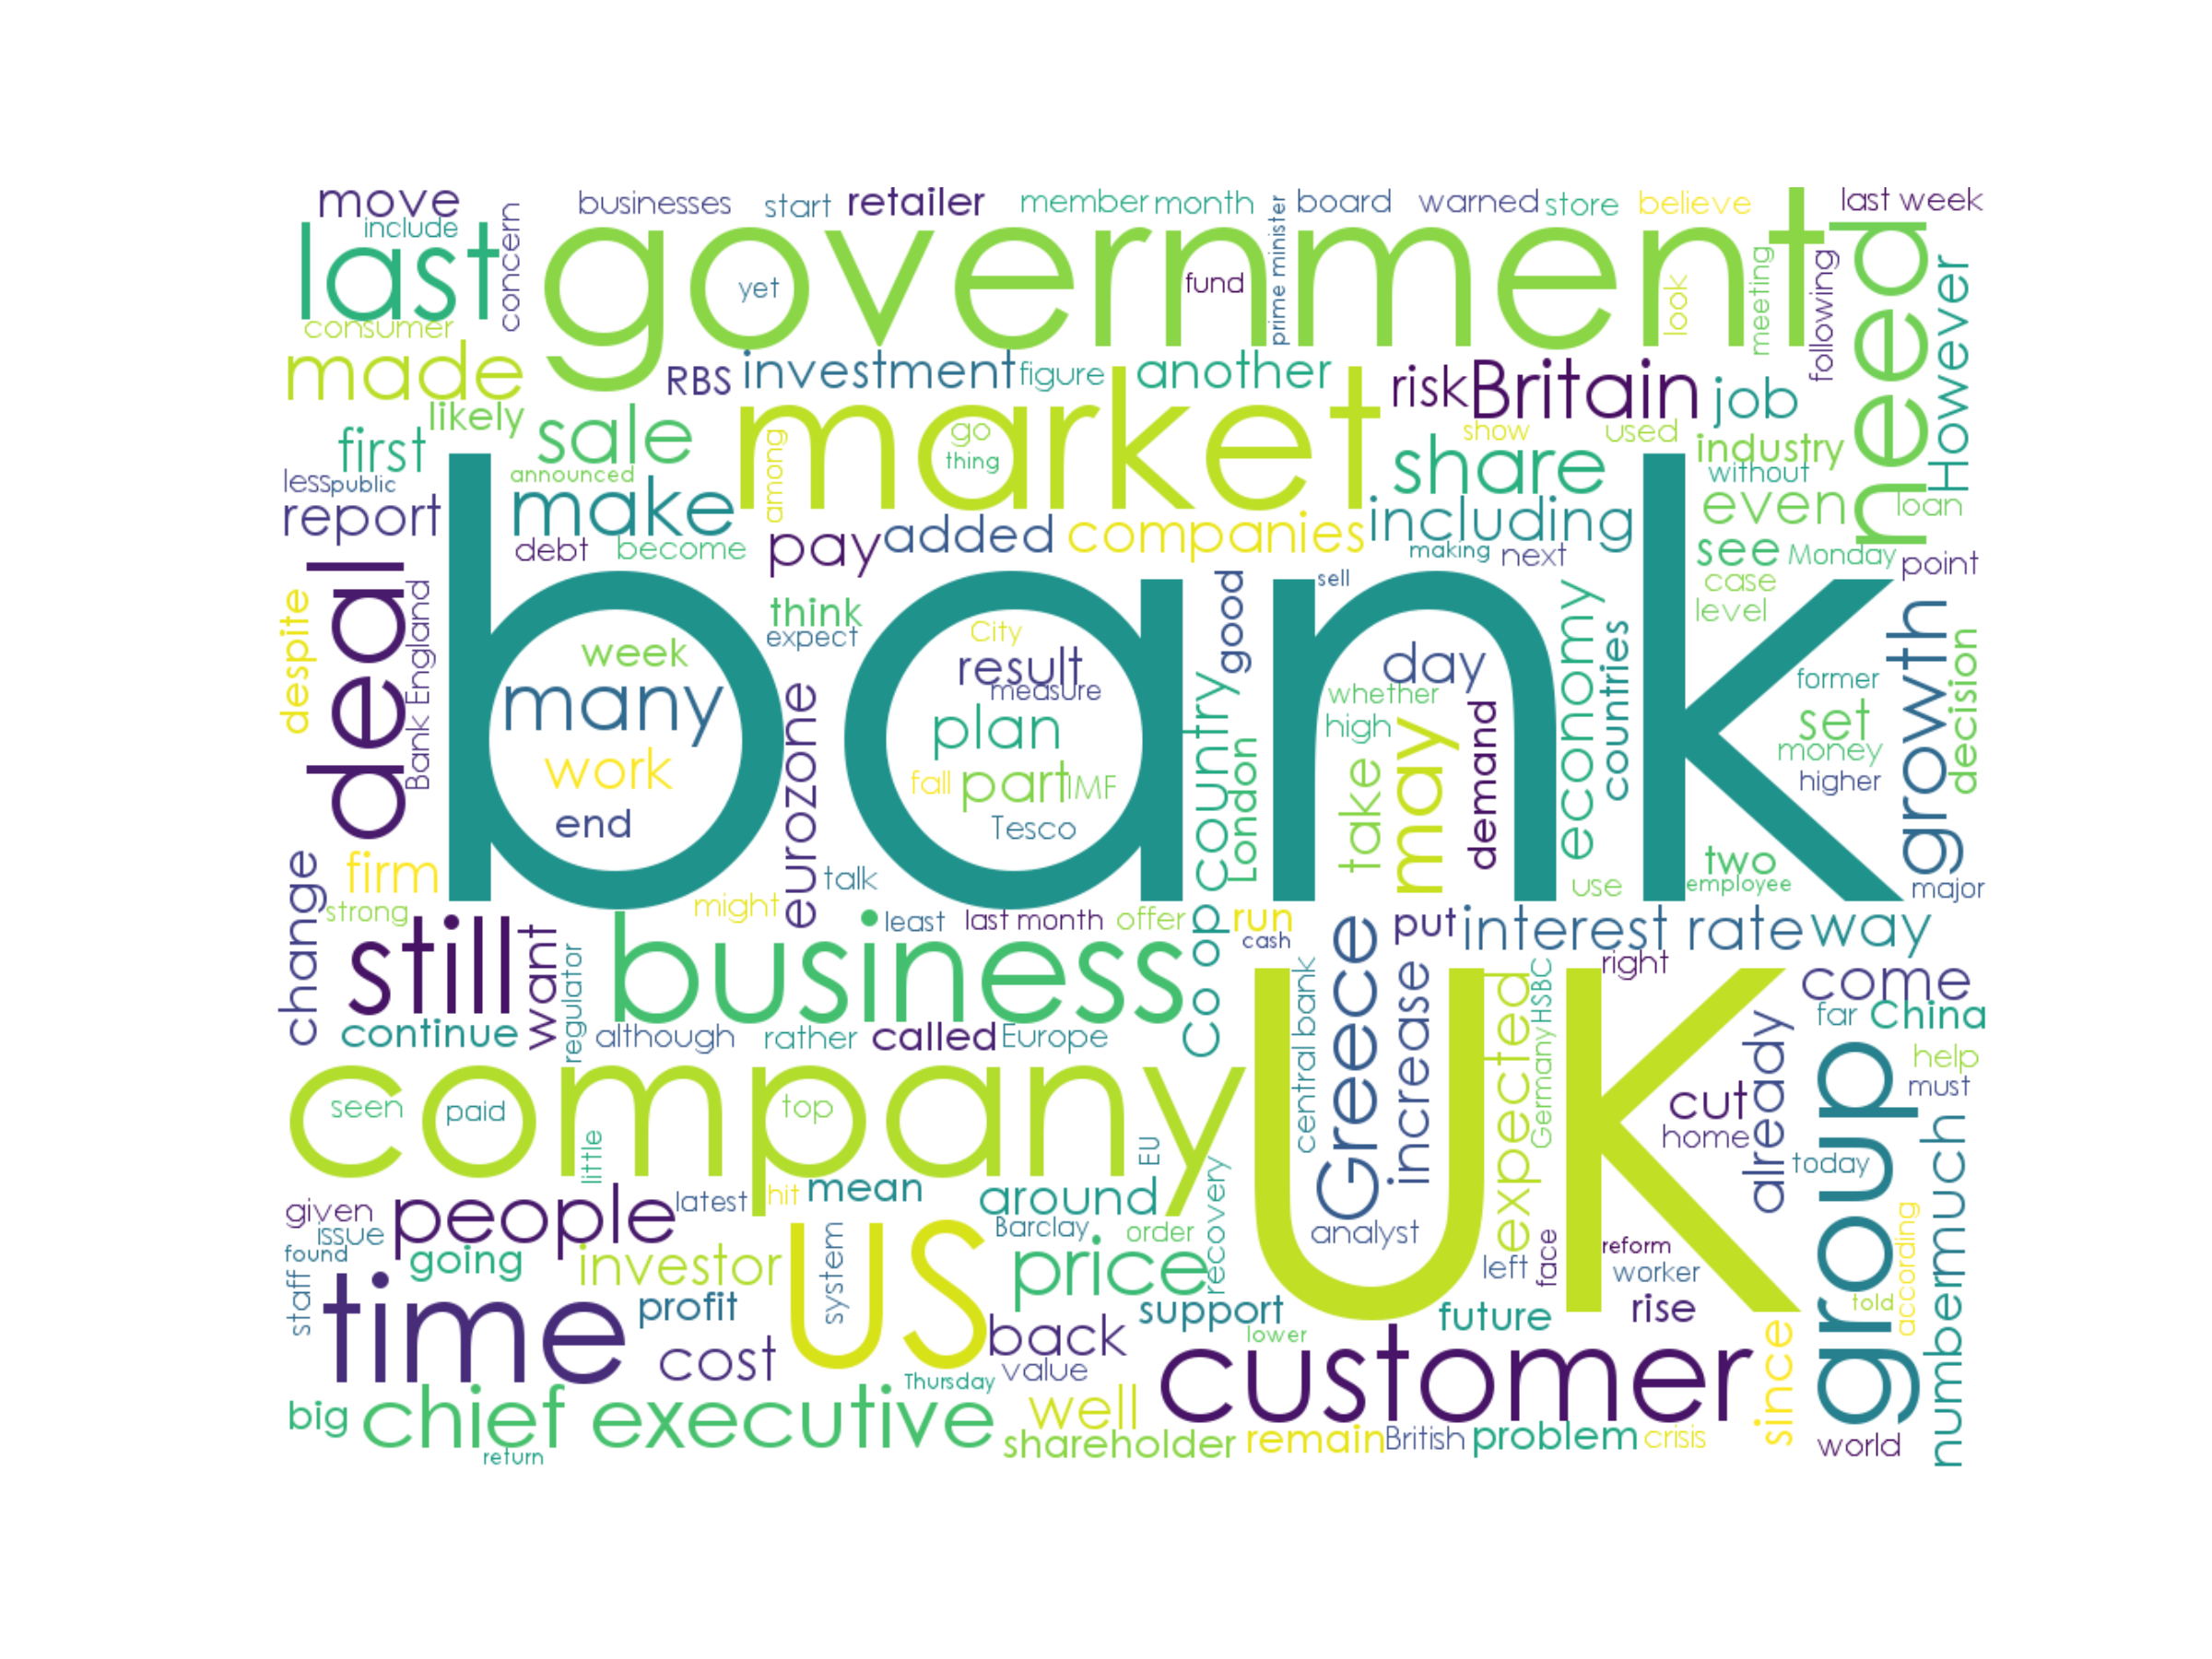 move
businesses
start
retailer
member
month
board
warned
store
believe
last week
include
last
concern
government
prime minister
yet
fund
look
meeting
following
need
However
consumer
made
RBS
investment
figure
another
risk
Britain
job
likely
sale
market
go
thing
among
show
used
first
announced
share
industry
without
less
public
report
make
even
loan
debt
become
pay
added
companies
including
making
next
see
Monday
point
deal
bank
despite
Bank England
think
expect
good
sell
case
level
week
many
work
end
City
result
measure
plan
fall
part
IMF
Tesco
eurozone
country
London
whether
high
day
take
may
demand
economy
countries
former
set
money
higher
growth
decision
change
firm
strong
talk
might
two
employee
use
major
still
want
regulator
business
least
last month
offer
Co op
run
cash
put
interest rate
way
right
continue
although
rather
called
Europe
central bank
Greece
increase
expected
Germany
HSBC
come
far
China
already
help
must
company
seen
paid
top
little
EU
UK
cut
home
today
group
number
much
given
issue
found
people
latest
hit
mean
around
Barclay
order
recovery
analyst
left
face
reform
worker
according
told
going
investor
system
US
price
staff
time
profit
support
future
rise
since
cost
back
value
lower
customer
big
chief executive
Thursday
return
well
shareholder
remain
British
problem
crisis
world